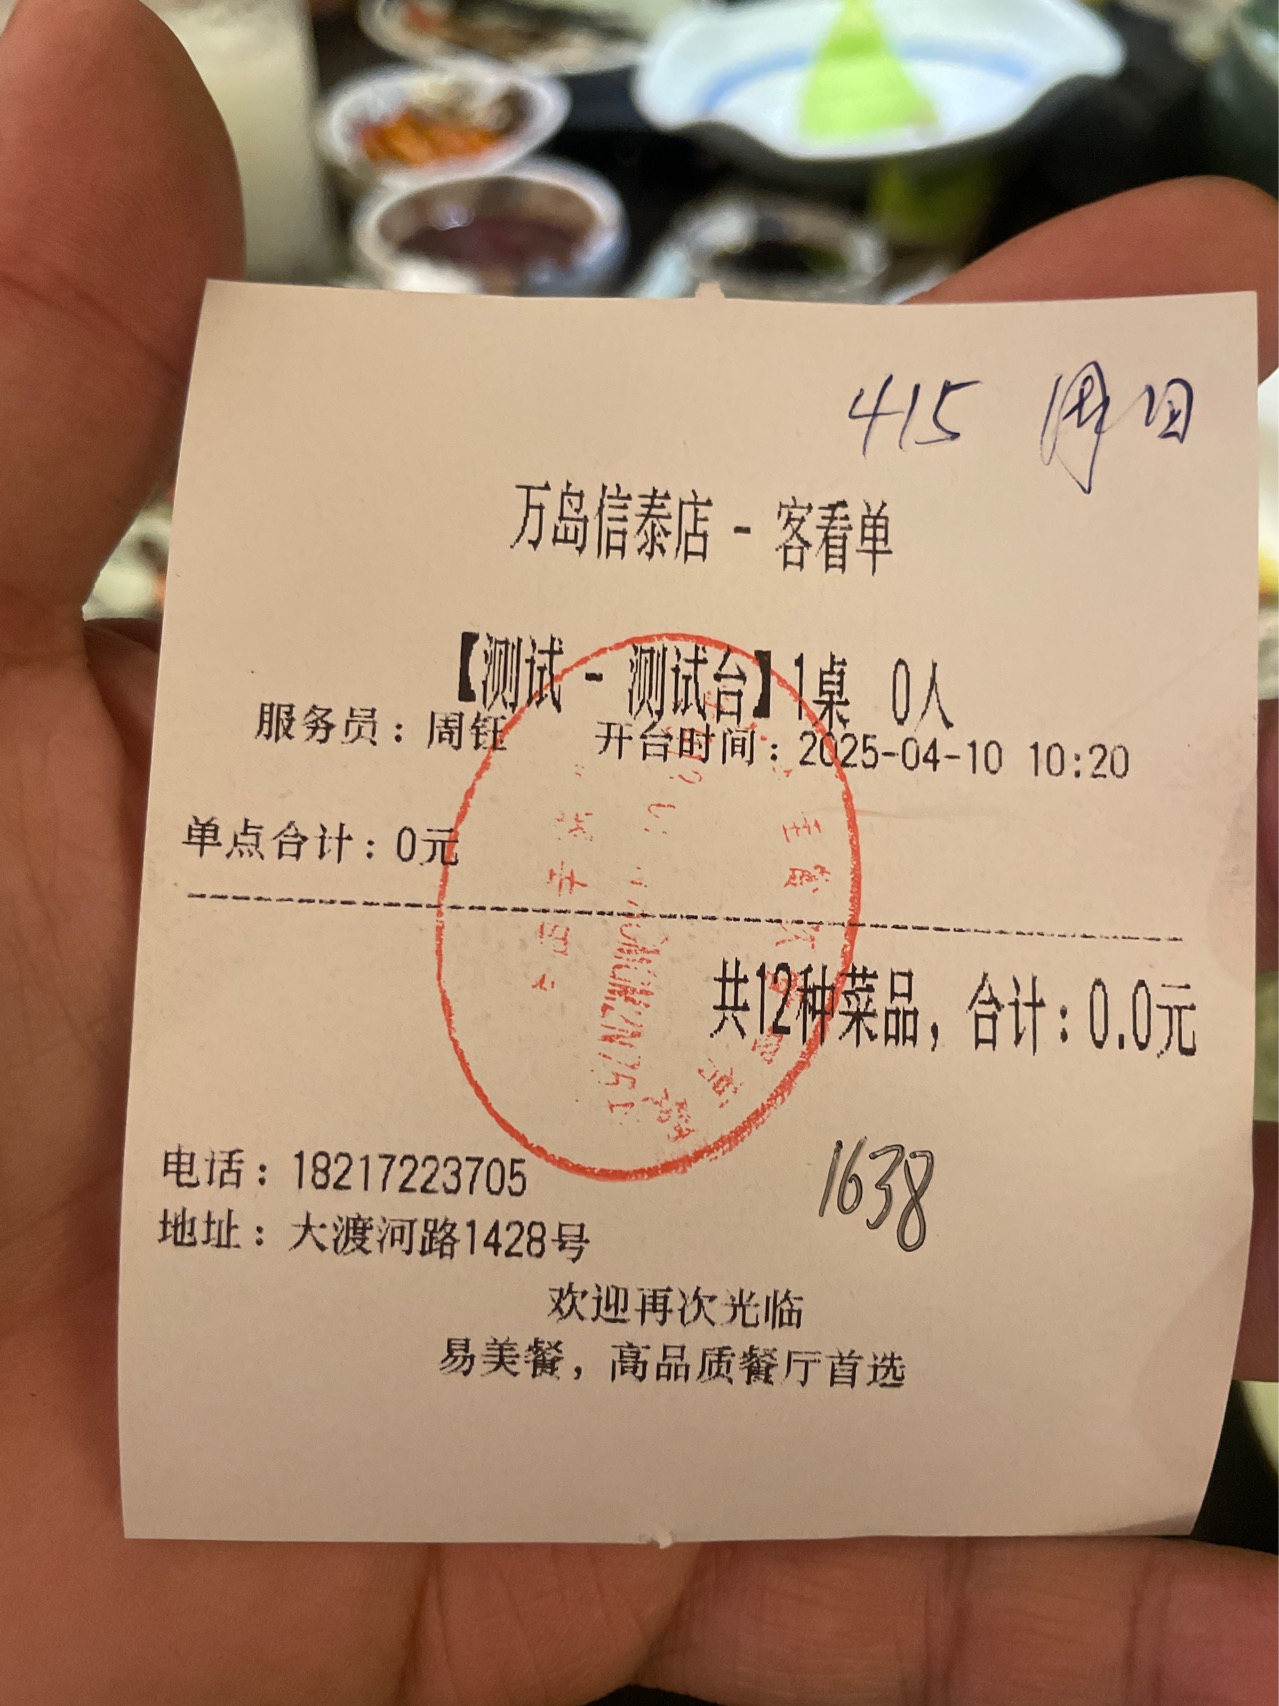 415 周日
万岛信泰店 - 客看单
【测试 - 测试台】1桌 0人
服务员：周钰 开台时间：2025-04-10 10:20
单点合计：0元
共12种菜品，合计：0.0元
电话：18217223705
1638
地址：大渡河路1428号
欢迎再次光临
易美餐，高品质餐厅首选